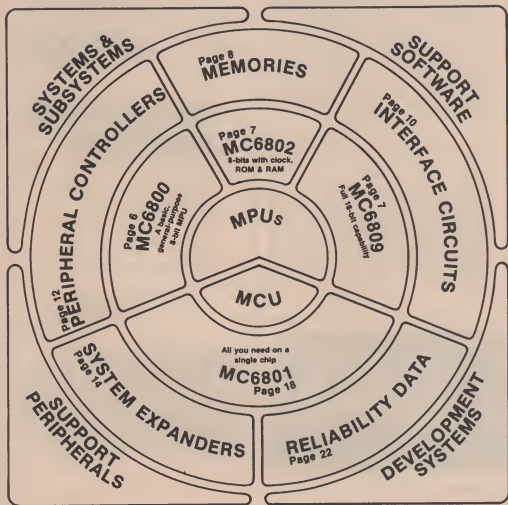 SYSTEMS &
SUBSYSTEMS
SUPPORT
SOFTWARE
Page 8
MEMORIES
PERIPHERAL CONTROLLERS
Page 12
Page 10
INTERFACE CIRCUITS
Page 7
MC6802
8-bits with clock,
ROM & RAM
Page 6
MC6800
A basic,
general-purpose
8-bit MPU
Page 7
MC6809
Full 16-bit capability
MPUs
MCU
All you need on a
single chip
MC6801
Page 18
SYSTEM EXPANDERS
Page 14
RELIABILITY DATA
Page 22
SUPPORT
PERIPHERALS
DEVELOPMENT
SYSTEMS